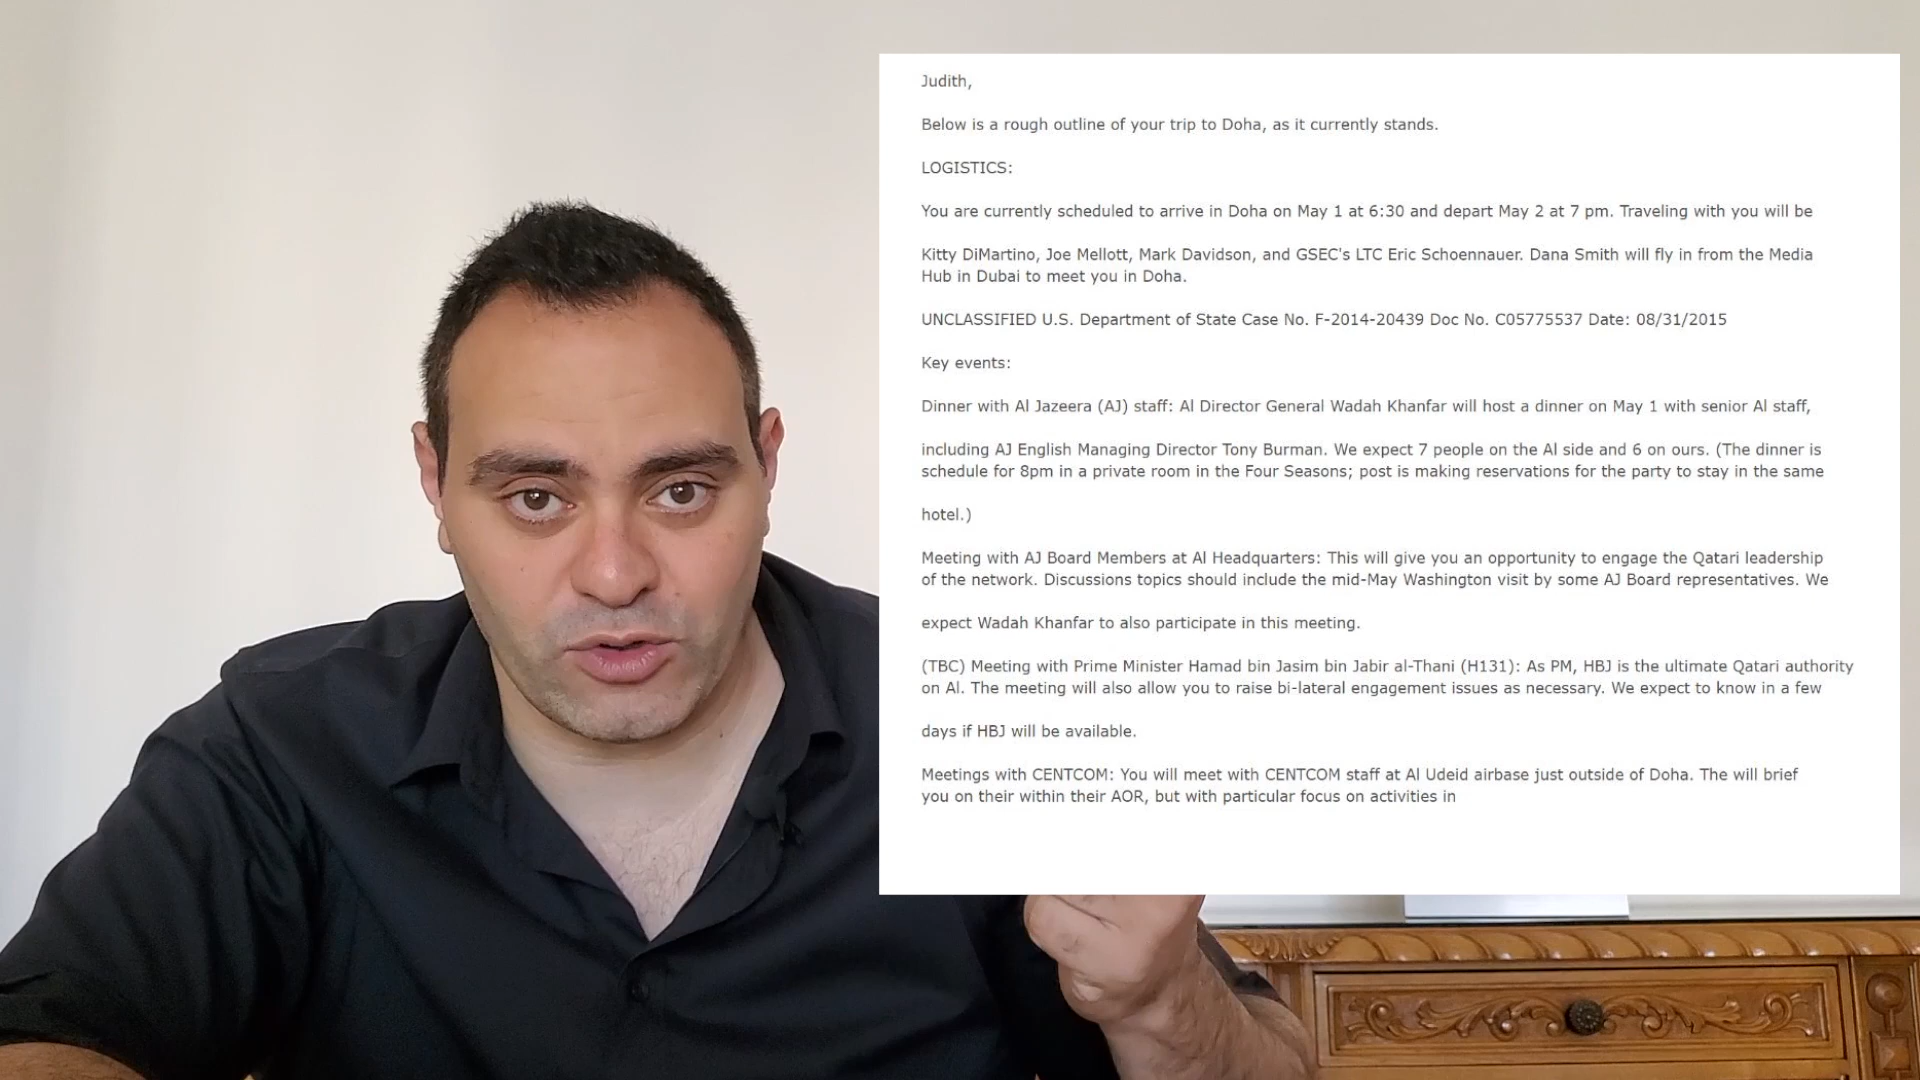 Judith,
Below is a rough outline of your trip to Doha, as it currently stands.
LOGISTICS:
You are currently scheduled to arrive in Doha on May 1 at 6:30 and depart May 2 at 7 pm. Traveling with you will be
Kitty DiMartino, Joe Mellott, Mark Davidson, and GSEC's LTC Eric Schoennauer. Dana Smith will fly in from the Media
Hub in Dubai to meet you in Doha.
UNCLASSIFIED U.S. Department of State Case No. F-2014-20439 Doc No. C05775537 Date: 08/31/2015
Key events:
Dinner with Al Jazeera (AJ) staff: Al Director General Wadah Khanfar will host a dinner on May 1 with senior Al staff,
including AJ English Managing Director Tony Burman. We expect 7 people on the Al side and 6 on ours. (The dinner is
schedule for 8pm in a private room in the Four Seasons; post is making reservations for the party to stay in the same
hotel.)
Meeting with AJ Board Members at Al Headquarters: This will give you an opportunity to engage the Qatari leadership
of the network. Discussions topics should include the mid-May Washington visit by some AJ Board representatives. We
expect Wadah Khanfar to also participate in this meeting.
(TBC) Meeting with Prime Minister Hamad bin Jasim bin Jabir al-Thani (H131): As PM, HBJ is the ultimate Qatari authority
on Al. The meeting will also allow you to raise bi-lateral engagement issues as necessary. We expect to know in a few
days if HBJ will be available.
Meetings with CENTCOM: You will meet with CENTCOM staff at Al Udeid airbase just outside of Doha. The will brief
you on their within their AOR, but with particular focus on activities in